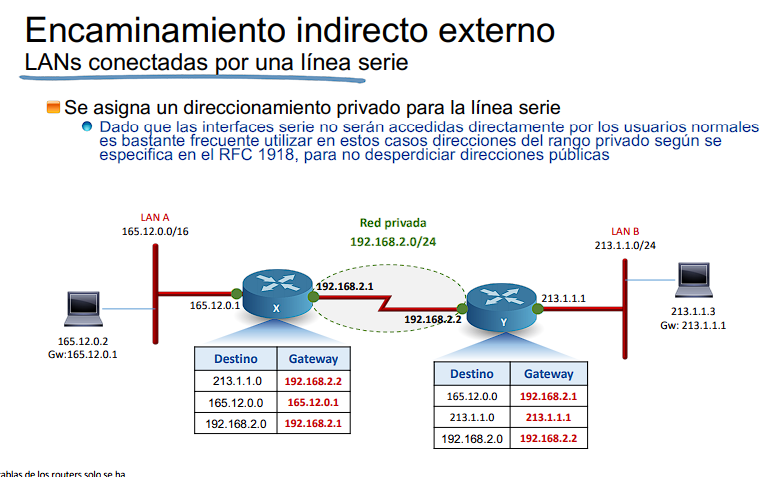 Encaminamiento indirecto externo
LANs conectadas por una línea serie
Se asigna un direccionamiento privado para la línea serie
Dado que las interfaces serie no serán accedidas directamente por los usuarios normales
es bastante frecuente utilizar en estos casos direcciones del rango privado según se
especifica en el RFC 1918, para no desperdiciar direcciones públicas
LAN A
165.12.0.0/16
Red privada
192.168.2.0/24
LAN B
213.1.1.0/24
165.12.0.1
X
192.168.2.1
192.168.2.2
Y
213.1.1.1
165.12.0.2
Gw:165.12.0.1
213.1.1.3
Gw: 213.1.1.1
Destino Gateway
213.1.1.0 192.168.2.2
165.12.0.0 165.12.0.1
192.168.2.0 192.168.2.1
Destino Gateway
165.12.0.0 192.168.2.1
213.1.1.0 213.1.1.1
192.168.2.0 192.168.2.2
tablas de los routers solo se ha